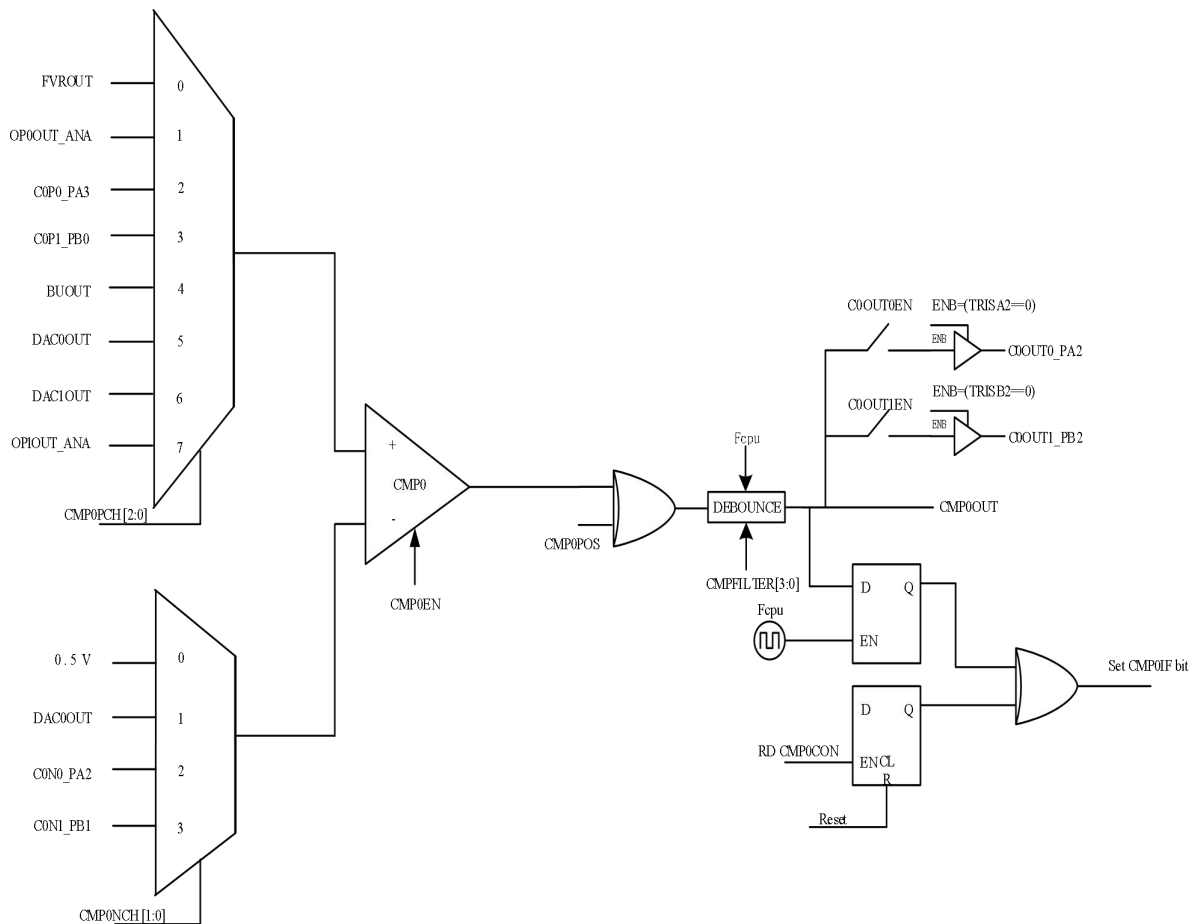 FVROUT
0
OP0OUT_ANA
1
C0P0_PA3
2
C0P1_PB0
3
BUOUT
4
DAC0OUT
5
DAC1OUT
6
OP1OUT_ANA
7
CMP0PCH[2:0]
+
CMP0
-
CMP0EN
0.5V
0
DAC0OUT
1
C0N0_PA2
2
C0N1_PB1
3
CMP0NCH[1:0]
CMP0POS
Fcpu
DEBOUNCE
CMPFILTER[3:0]
C0OUT0EN
ENB=(TRISA2==0)
ENB
C0OUT0_PA2
C0OUT1EN
ENB=(TRISB2==0)
ENB
C0OUT1_PB2
CMP0OUT
Fcpu
D
Q
EN
D
Q
RD CMP0CON
ENCL
R
Reset
Set CMP0IF bit